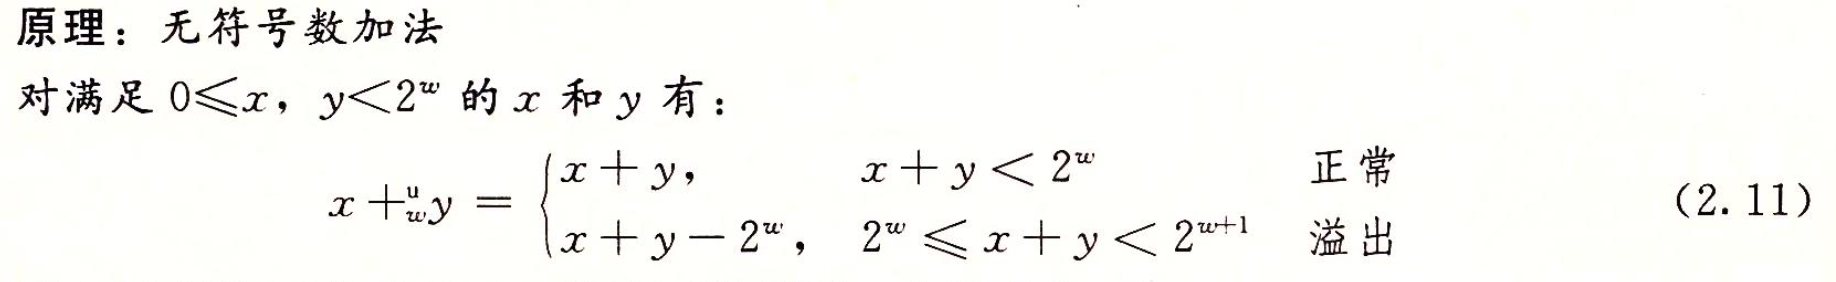 原理：无符号数加法
对满足 0≤x，y<2^w 的 x 和 y 有：
x +^u_w y = { x + y， x + y < 2^w 正常
x + y − 2^w， 2^w ≤ x + y < 2^{w+1} 溢出 (2.11)